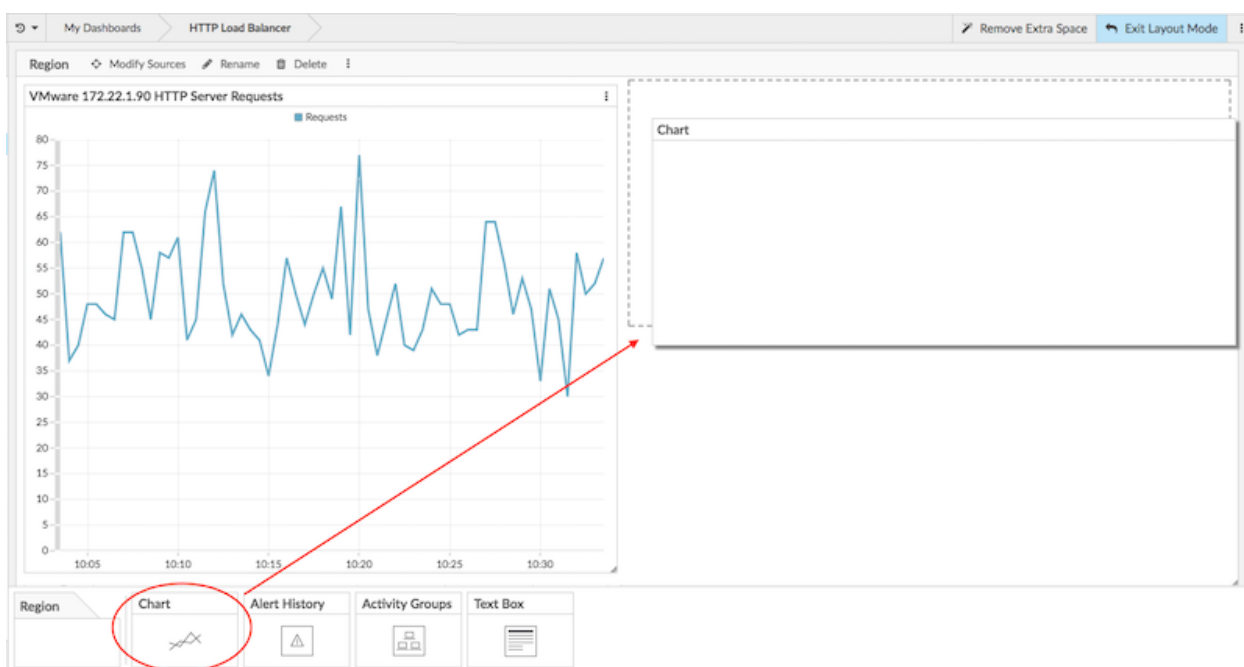 My Dashboards HTTP Load Balancer Remove Extra Space Exit Layout Mode
Region Modify Sources Rename Delete
VMware 172.22.1.90 HTTP Server Requests
Requests
Chart
80
75
70
65
60
55
50
45
40
35
30
25
20
15
10
5
0
10:05 10:10 10:15 10:20 10:25 10:30
Region Chart Alert History Activity Groups Text Box